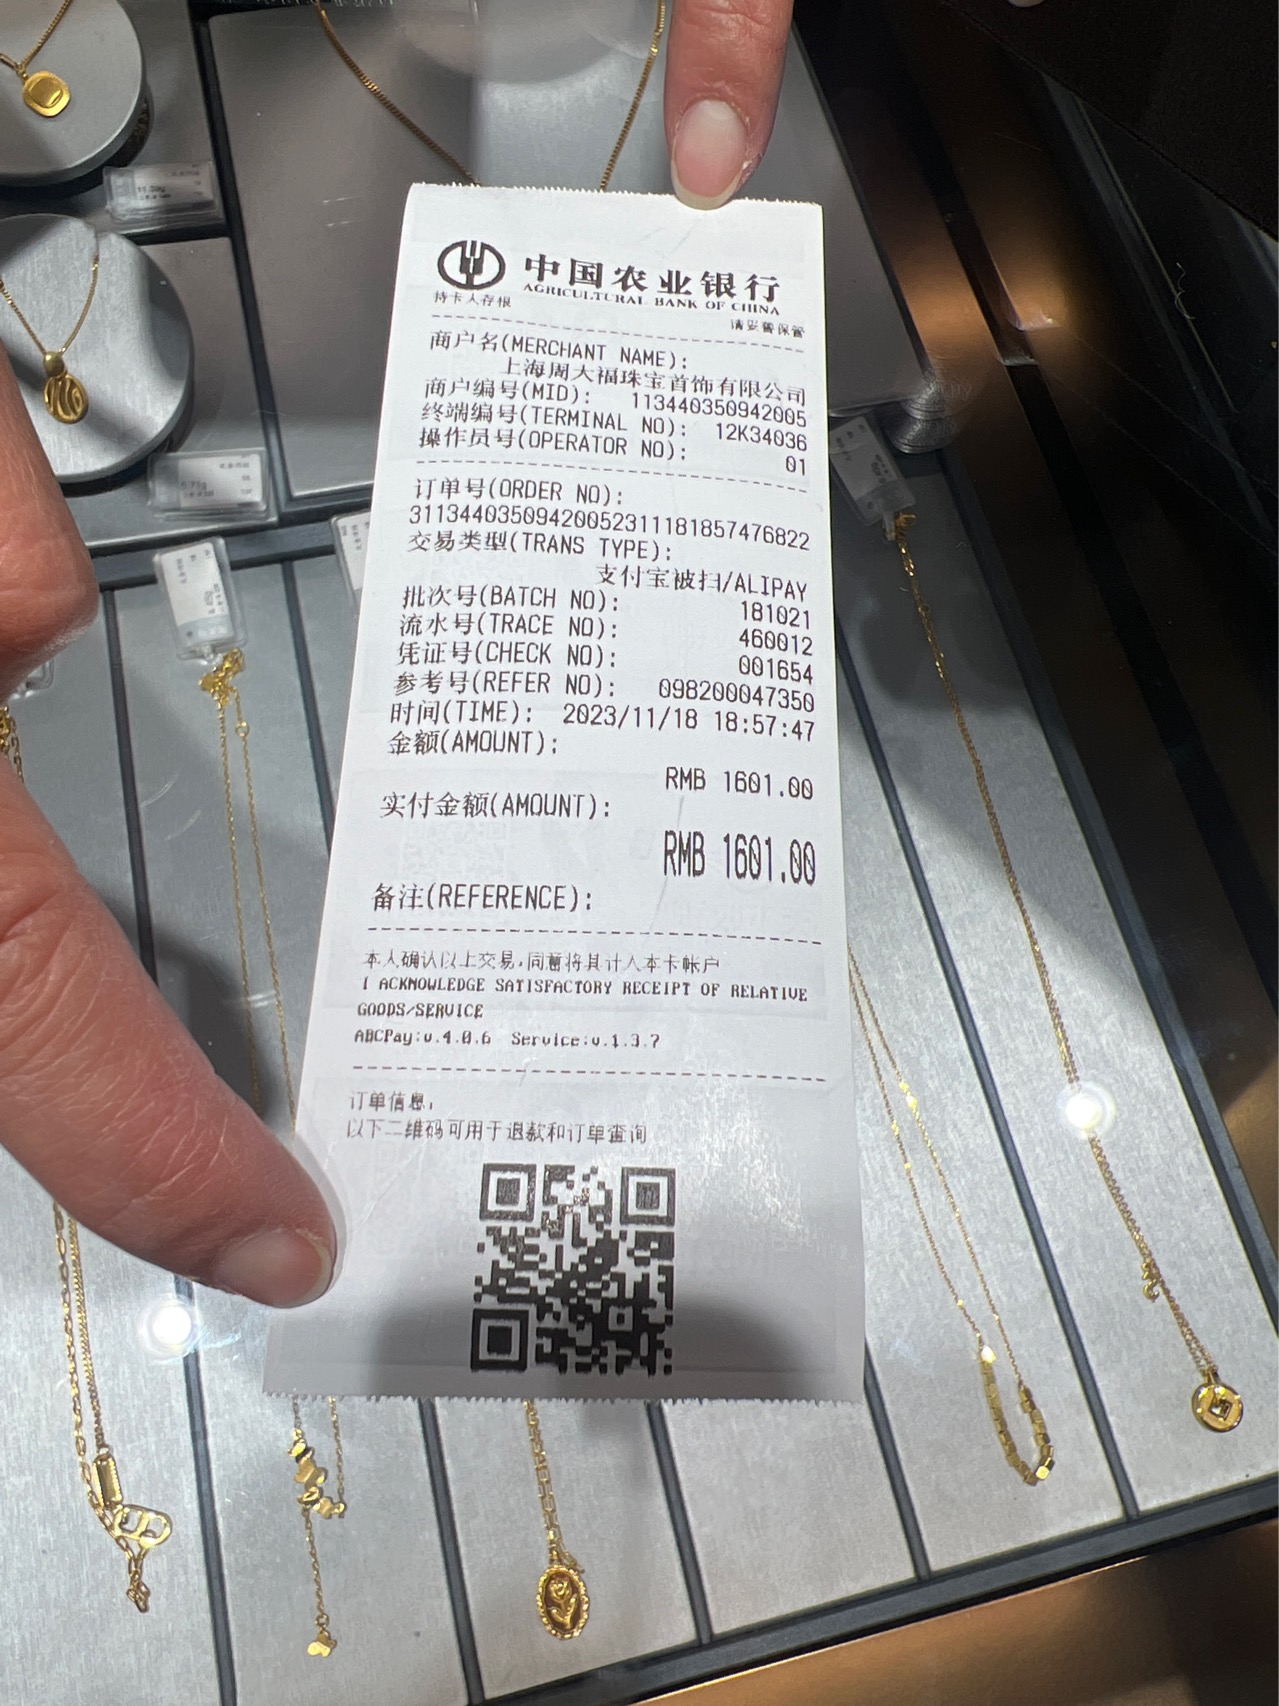 中国农业银行
AGRICULTURAL BANK OF CHINA
持卡人存根
请妥善保管
商户名(MERCHANT NAME):
上海周大福珠宝首饰有限公司
商户编号(MID): 113440350942005
终端编号(TERMINAL NO): 12K34036
操作员号(OPERATOR NO): 01
订单号(ORDER NO):
31134403509420052311181857476822
交易类型(TRANS TYPE):
支付宝被扫/ALIPAY
批次号(BATCH NO): 181021
流水号(TRACE NO): 460012
凭证号(CHECK NO): 001654
参考号(REFER NO): 098200047350
时间(TIME): 2023/11/18 18:57:47
金额(AMOUNT):
RMB 1601.00
实付金额(AMOUNT):
RMB 1601.00
备注(REFERENCE):
本人确认以上交易,同意将其计入本卡帐户
I ACKNOWLEDGE SATISFACTORY RECEIPT OF RELATIVE
GOODS/SERVICE
ABCPay:v.4.0.6 Service:v.1.3.7
订单信息:
以下二维码可用于退款和订单查询